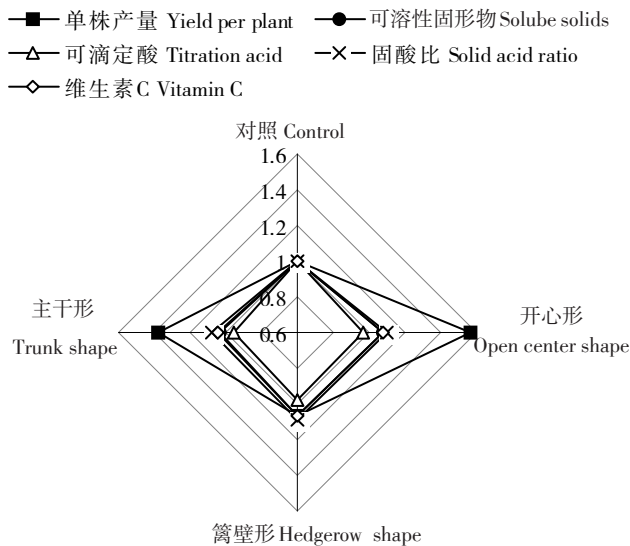 单株产量 Yield per plant
可溶性固形物 Solube solids
可滴定酸 Titration acid
固酸比 Solid acid ratio
维生素C Vitamin C
对照 Control
1.6
1.4
1.2
1
0.8
0.6
主干形
Trunk shape
开心形
Open center shape
篱壁形 Hedgerow shape